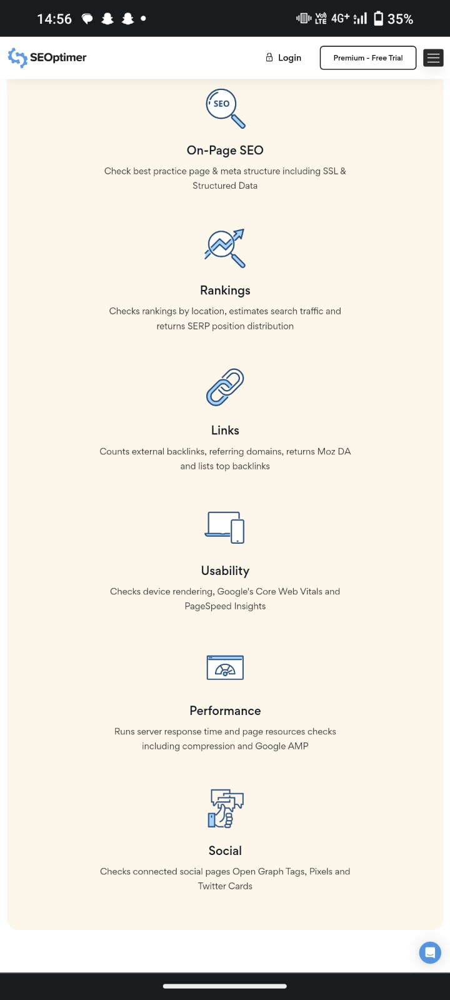 14:56 Vo) LTE 4G+ 35%
SEOptimer Login Premium - Free Trial
SEO
On-Page SEO
Check best practice page & meta structure including SSL &
Structured Data
Rankings
Checks rankings by location, estimates search traffic and
returns SERP position distribution
Links
Counts external backlinks, referring domains, returns Moz DA
and lists top backlinks
Usability
Checks device rendering, Google's Core Web Vitals and
PageSpeed Insights
Performance
Runs server response time and page resources checks
including compression and Google AMP
Social
Checks connected social pages Open Graph Tags, Pixels and
Twitter Cards